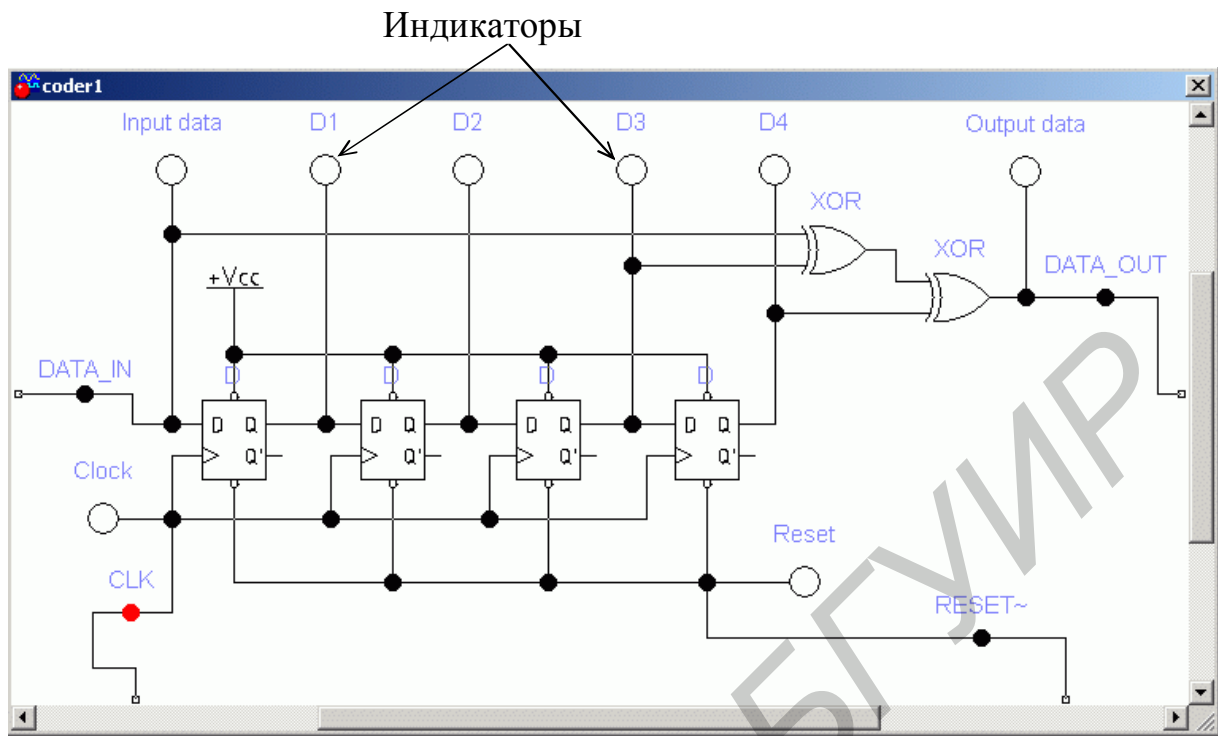 Индикаторы
coder1
Input data D1 D2 D3 D4 Output data
XOR
XOR
DATA_OUT
+Vcc
DATA_IN
D D D D
D Q D Q D Q D Q
Q' Q' Q' Q'
Clock
Reset
CLK
RESET~
БГУИР